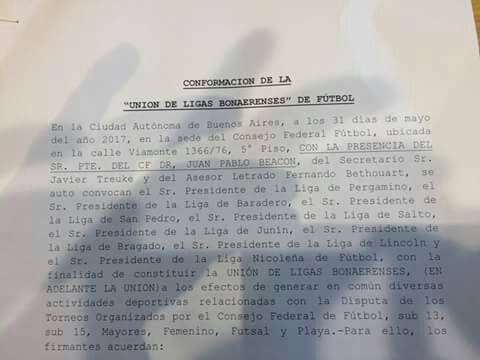 CONFORMACION DE LA
“UNION DE LIGAS BONAERENSES” DE FÚTBOL
En la Ciudad Autónoma de Buenos Aires, a los 31 días de mayo
del año 2017, en la sede del Consejo Federal Fútbol, ubicada
en la calle Viamonte 1366/76, 5° Piso, CON LA PRESENCIA DEL
SR. PTE. DEL CF DR, JUAN PABLO BEACON, del Secretario Sr.
Javier Treuke y del Asesor Letrado Fernando Bethouart, se
auto convocan el Sr. Presidente de la Liga de Pergamino, el
Sr. Presidente de la Liga de Baradero, el Sr. Presidente de
la Liga de San Pedro, el Sr. Presidente de la Liga de Salto,
el Sr. Presidente de la Liga de Junín, el Sr. Presidente de
la Liga de Bragado, el Sr. Presidente de la Liga de Lincoln y
el Sr. Presidente de la Liga Nicoleña de Fútbol, con la
finalidad de constituir la UNIÓN DE LIGAS BONAERENSES, (EN
ADELANTE LA UNION)a los efectos de generar en común diversas
actividades deportivas relacionadas con la Disputa de los
Torneos Organizados por el Consejo Federal de Fútbol, sub 13,
sub 15, Mayores, Femenino, Futsal y Playa.-Para ello, los
firmantes acuerdan: